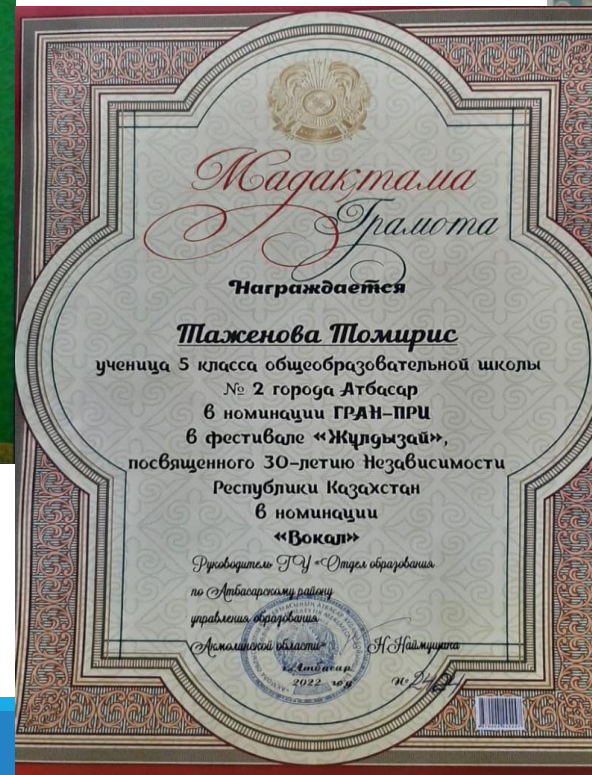 Мадақтама
Грамота
Награждается
Таженова Томирис
ученица 5 класса общеобразовательной школы
№ 2 города Атбасар
в номинации ГРАН-ПРИ
в фестивале «Жұлдызай»,
посвященного 30-летию Независимости
Республики Казахстан
в номинации
«Вокал»
Руководитель ГУ «Отдел образования
по Атбасарскому району
управления образования
Акмолинской области» Н.Наймушина
г.Атбасар
2022 год №